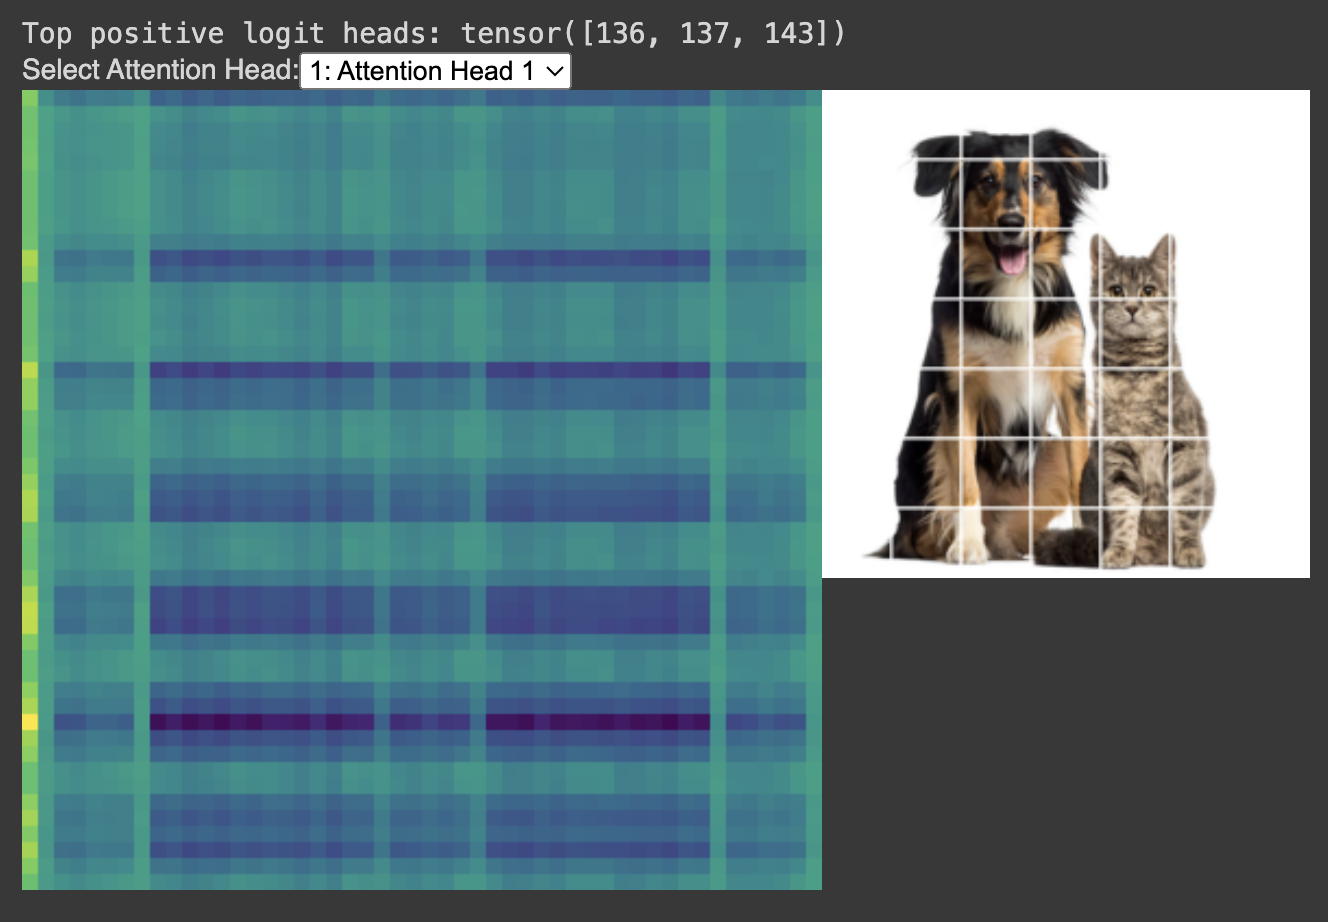 Top positive logit heads: tensor([136, 137, 143])
Select Attention Head: 1: Attention Head 1